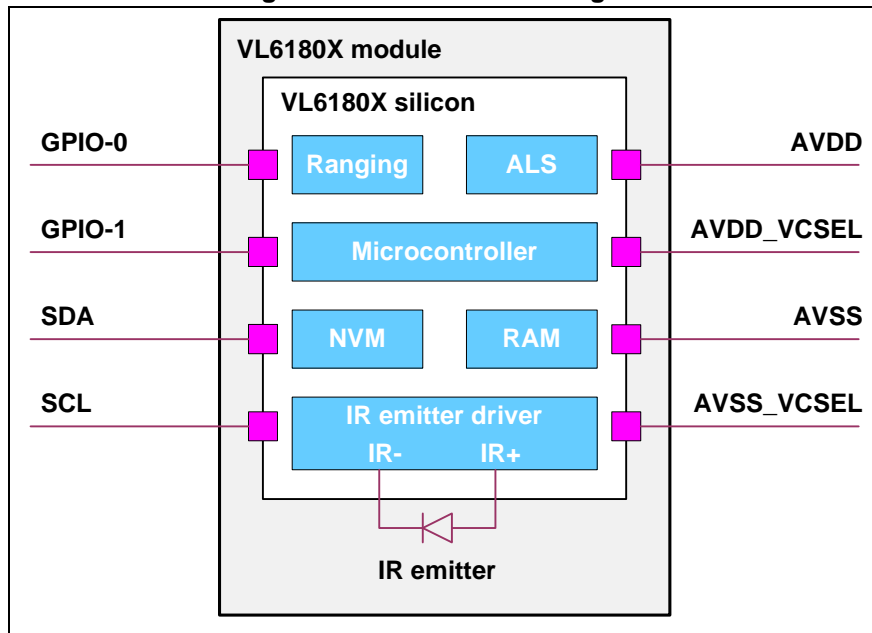 VL6180X module
VL6180X silicon
GPIO-0
AVDD
Ranging
ALS
GPIO-1
AVDD_VCSEL
Microcontroller
SDA
AVSS
NVM
RAM
SCL
AVSS_VCSEL
IR emitter driver
IR-
IR+
IR emitter